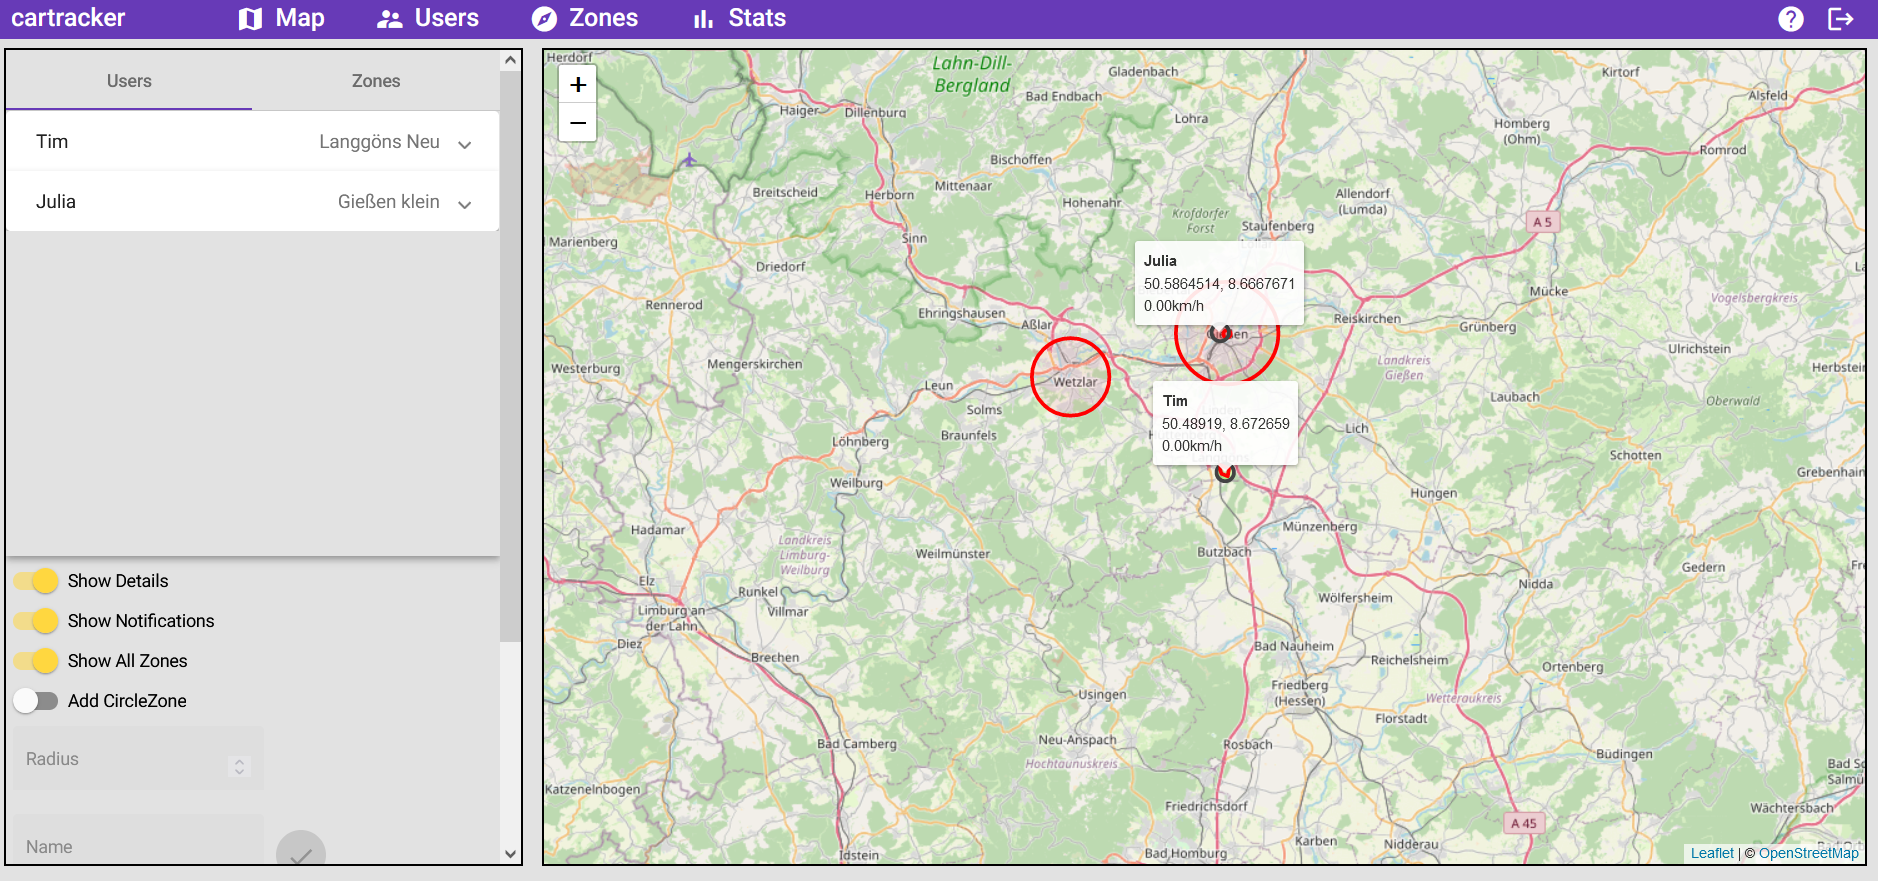 cartracker
Map
Users
Zones
Stats
Users
Zones
Tim
Langgöns Neu
Julia
Gießen klein
Show Details
Show Notifications
Show All Zones
Add CircleZone
Radius
Name
+
−
Herdorf
Lahn-Dill-
Bergland
Gladenbach
Kirtorf
Bad Endbach
Alsfeld
Haiger
Dillenburg
Lohra
Homberg
(Ohm)
Romrod
Bischoffen
Breitscheid
Mittenaar
Herborn
Hohenahr
Allendorf
(Lumda)
Krofdorfer
Forst
Staufenberg
A 5
Marienberg
Sinn
Driedorf
Julia
50.5864514, 8.6667671
0.00km/h
Mücke
Vogelsbergkreis
Rennerod
Ehringshausen
Aßlar
Reiskirchen
Grünberg
Ulrichstein
Mengerskirchen
Westerburg
Landkreis
Gießen
Herbstei
Leun
Wetzlar
Tim
50.48919, 8.672659
0.00km/h
Laubach
Oberwald
Solms
Braunfels
Löhnberg
Lich
Schotten
Grebenhain
Weilburg
Hungen
Hadamar
Münzenberg
Landkreis
Limburg-
Weilburg
Weilmünster
Butzbach
Gedern
Elz
Runkel
Villmar
Nidda
Limburg an
der Lahn
Wölfersheim
Diez
Brechen
Bad Nauheim
Reichelsheim
Ortenberg
Usingen
Friedberg
(Hessen)
Wetteraukreis
Florstadt
Bad Camberg
Neu-Anspach
Rosbach
Büdingen
Hochtaunuskreis
Katzenelnbogen
Friedrichsdorf
Wächtersbach
A 45
Karben
Nidderau
Idstein
Bad Homburg
Leaflet | © OpenStreetMap